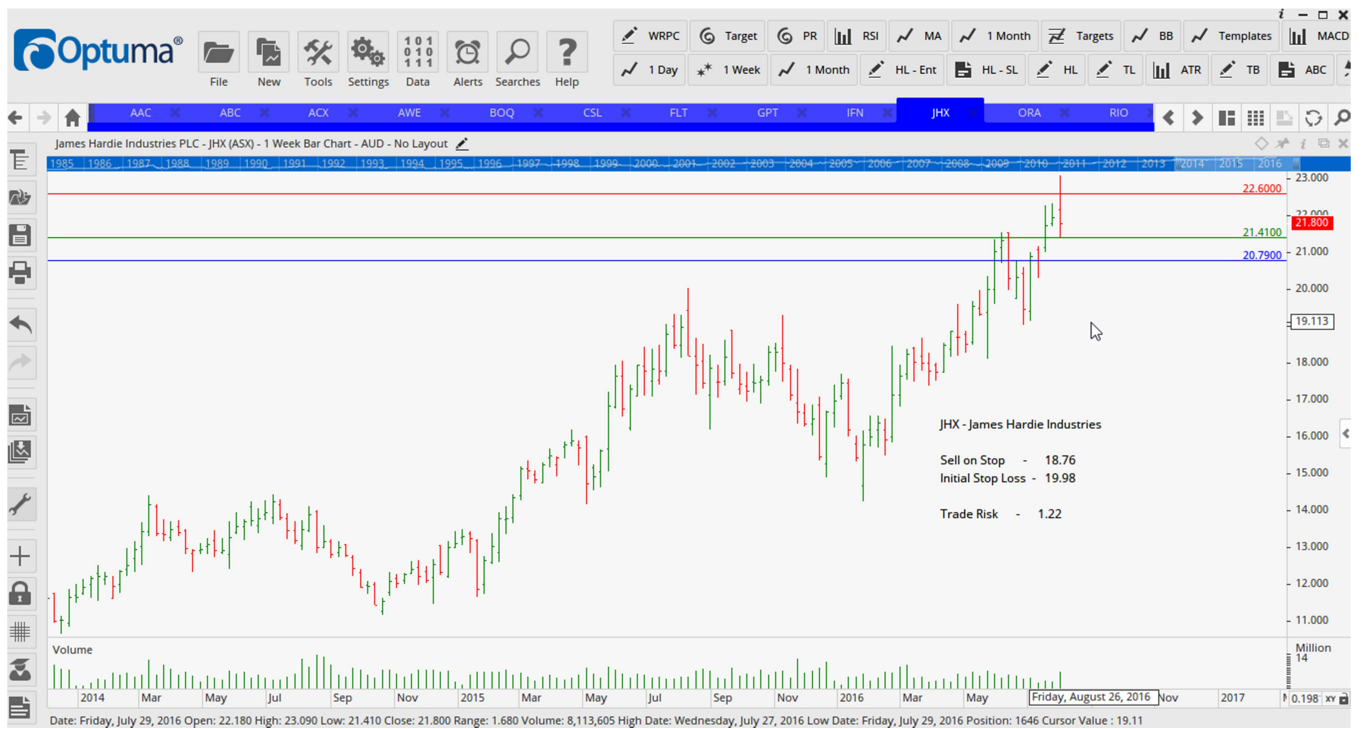 Optuma®
File New Tools Settings Data Alerts Searches Help
WRPC Target PR RSI MA 1 Month Targets BB Templates MACD
1 Day 1 Week 1 Month HL - Ent HL - SL HL TL ATR TB ABC
AAC ABC ACX AWE BOQ CSL FLT GPT IFN JHX ORA RIO
James Hardie Industries PLC - JHX (ASX) - 1 Week Bar Chart - AUD - No Layout
1985 1986 1987 1988 1989 1990 1991 1992 1993 1994 1995 1996 1997 1998 1999 2000 2001 2002 2003 2004 2005 2006 2007 2008 2009 2010 2011 2012 2013 2014 2015 2016
23.000
22.6000
22.000
21.800
21.4100
21.000
20.7900
20.000
19.113
18.000
17.000
16.000
15.000
14.000
13.000
12.000
11.000
JHX - James Hardie Industries
Sell on Stop - 18.76
Initial Stop Loss - 19.98
Trade Risk - 1.22
Volume
Million
14
2014 Mar May Jul Sep Nov 2015 Mar May Jul Sep Nov 2016 Mar May Friday, August 26, 2016 Nov 2017
0.198 XY
Date: Friday, July 29, 2016 Open: 22.180 High: 23.090 Low: 21.410 Close: 21.800 Range: 1.680 Volume: 8,113,605 High Date: Wednesday, July 27, 2016 Low Date: Friday, July 29, 2016 Position: 1646 Cursor Value : 19.11